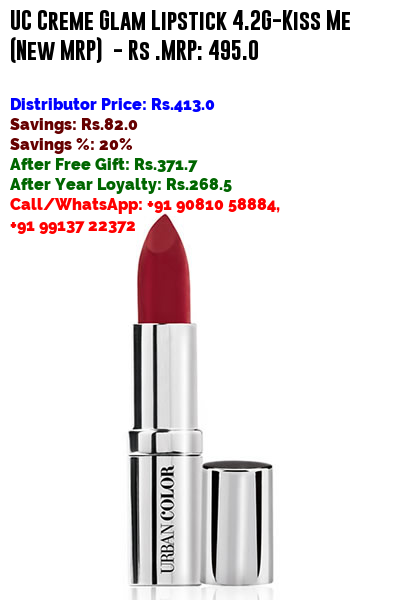 UC Creme Glam Lipstick 4.2G-Kiss Me
(New MRP)  - Rs .MRP: 495.0
Distributor Price: Rs.413.0
Savings: Rs.82.0
Savings %: 20%
After Free Gift: Rs.371.7
After Year Loyalty: Rs.268.5
Call/WhatsApp: +91 90810 58884,
+91 99137 22372
URBAN COLOR